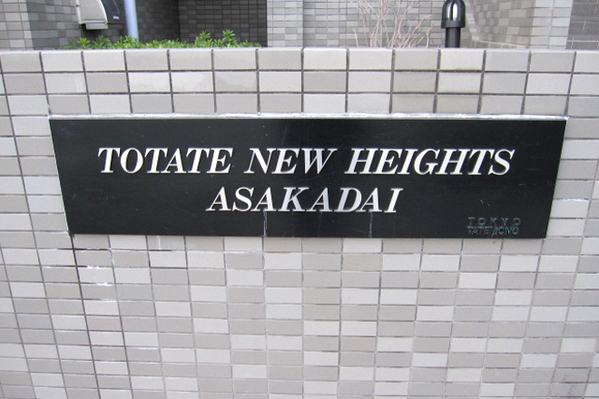 TOTATE NEW HEIGHTS
ASAKADAI
TOKYO
TATEMONO